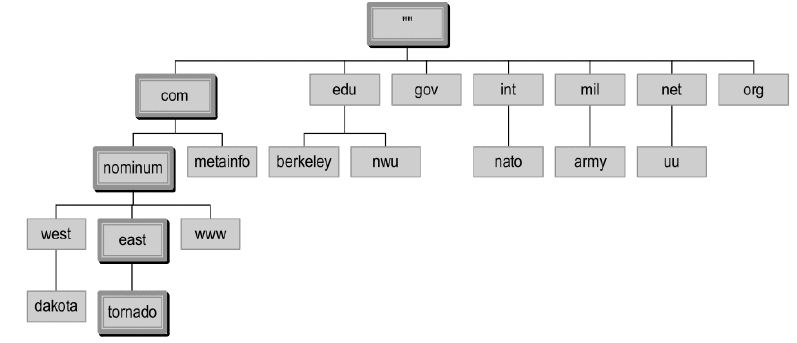 ""
com
edu
gov
int
mil
net
org
nominum
metainfo
berkeley
nwu
nato
army
uu
west
east
www
dakota
tornado